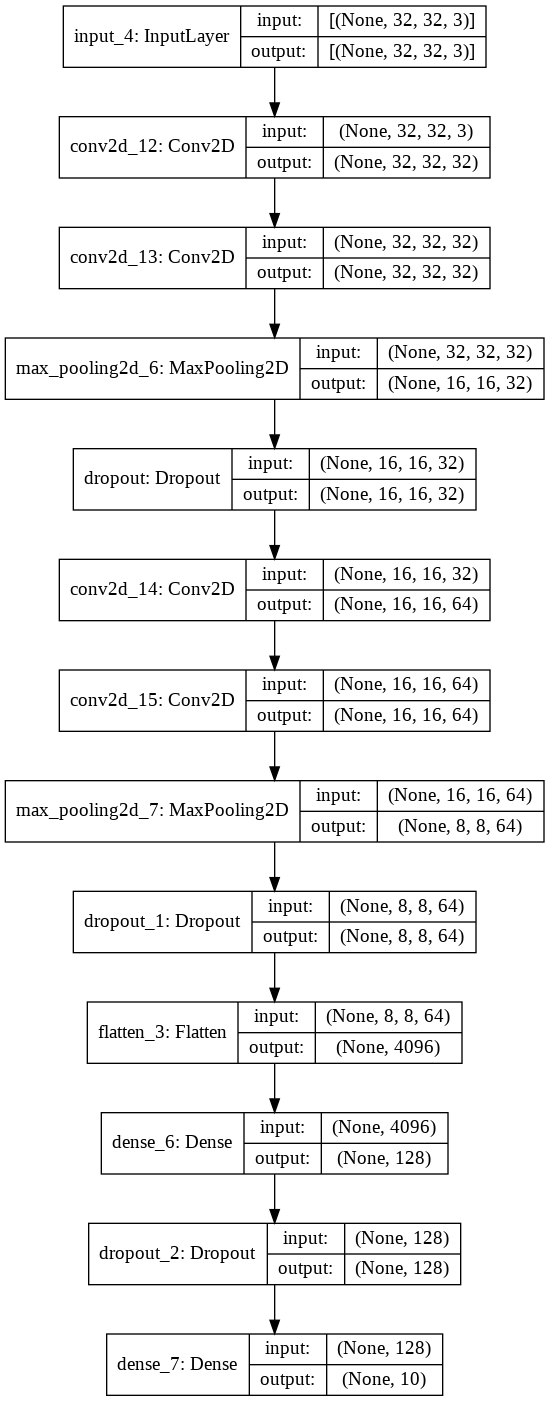 input_4: InputLayer
input: [(None, 32, 32, 3)]
output: [(None, 32, 32, 3)]
conv2d_12: Conv2D
input: (None, 32, 32, 3)
output: (None, 32, 32, 32)
conv2d_13: Conv2D
input: (None, 32, 32, 32)
output: (None, 32, 32, 32)
max_pooling2d_6: MaxPooling2D
input: (None, 32, 32, 32)
output: (None, 16, 16, 32)
dropout: Dropout
input: (None, 16, 16, 32)
output: (None, 16, 16, 32)
conv2d_14: Conv2D
input: (None, 16, 16, 32)
output: (None, 16, 16, 64)
conv2d_15: Conv2D
input: (None, 16, 16, 64)
output: (None, 16, 16, 64)
max_pooling2d_7: MaxPooling2D
input: (None, 16, 16, 64)
output: (None, 8, 8, 64)
dropout_1: Dropout
input: (None, 8, 8, 64)
output: (None, 8, 8, 64)
flatten_3: Flatten
input: (None, 8, 8, 64)
output: (None, 4096)
dense_6: Dense
input: (None, 4096)
output: (None, 128)
dropout_2: Dropout
input: (None, 128)
output: (None, 128)
dense_7: Dense
input: (None, 128)
output: (None, 10)